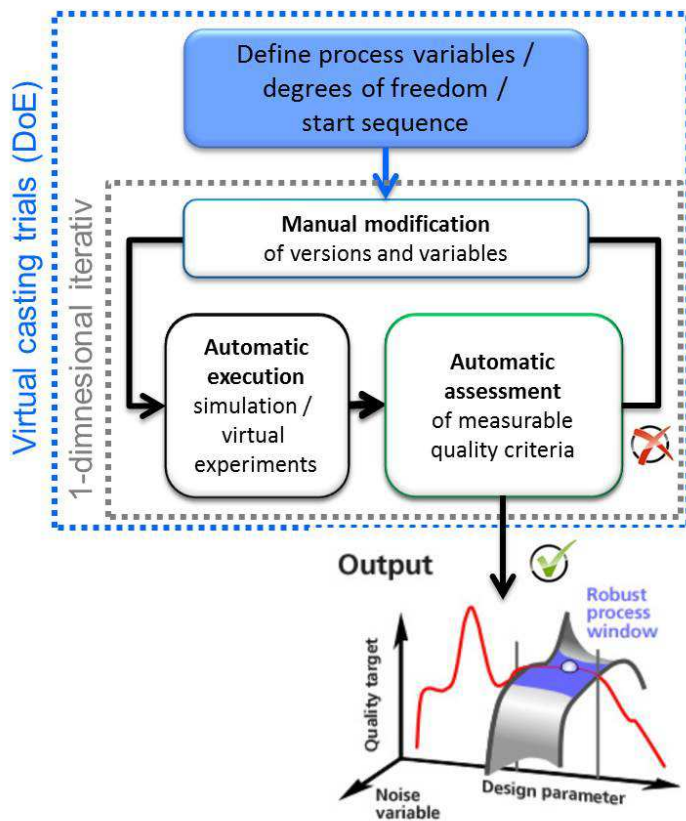 Virtual casting trials (DoE)
1-dimnesional iterativ
Define process variables /
degrees of freedom /
start sequence
Manual modification
of versions and variables
Automatic
execution
simulation /
virtual
experiments
Automatic
assessment
of measurable
quality criteria
Output
Robust
process
window
Quality target
Noise
variable
Design parameter